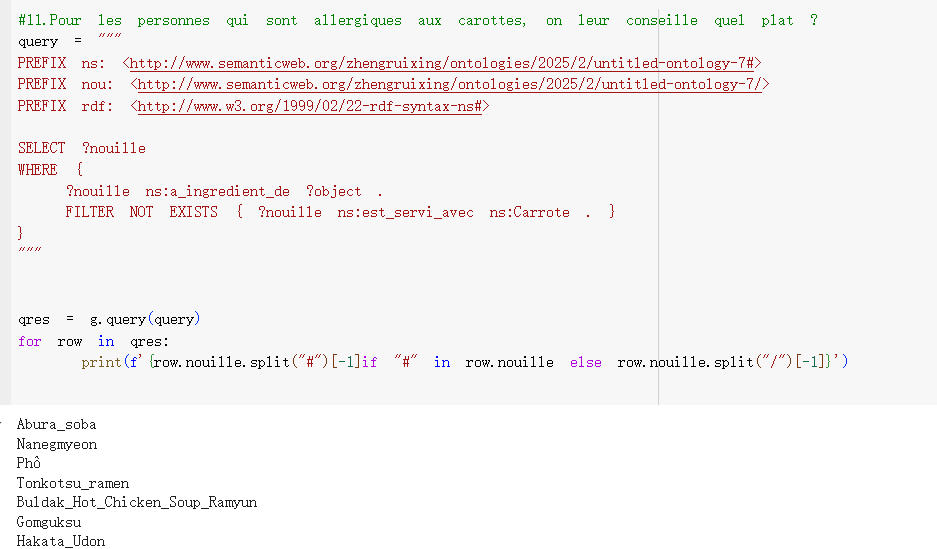 #11.Pour les personnes qui sont allergiques aux carottes, on leur conseille quel plat ?
query = """
PREFIX ns: <http://www.semanticweb.org/zhengruixing/ontologies/2025/2/untitled-ontology-7#>
PREFIX nou: <http://www.semanticweb.org/zhengruixing/ontologies/2025/2/untitled-ontology-7/>
PREFIX rdf: <http://www.w3.org/1999/02/22-rdf-syntax-ns#>
SELECT ?nouille
WHERE {
?nouille ns:a_ingredient_de ?object .
FILTER NOT EXISTS { ?nouille ns:est_servi_avec ns:Carrote . }
}
"""
qres = g.query(query)
for row in qres:
print(f'{row.nouille.split("#")[-1]if "#" in row.nouille else row.nouille.split("/")[-1]}')
Abura_soba
Nanegmyeon
Phô
Tonkotsu_ramen
Buldak_Hot_Chicken_Soup_Ramyun
Gomguksu
Hakata_Udon